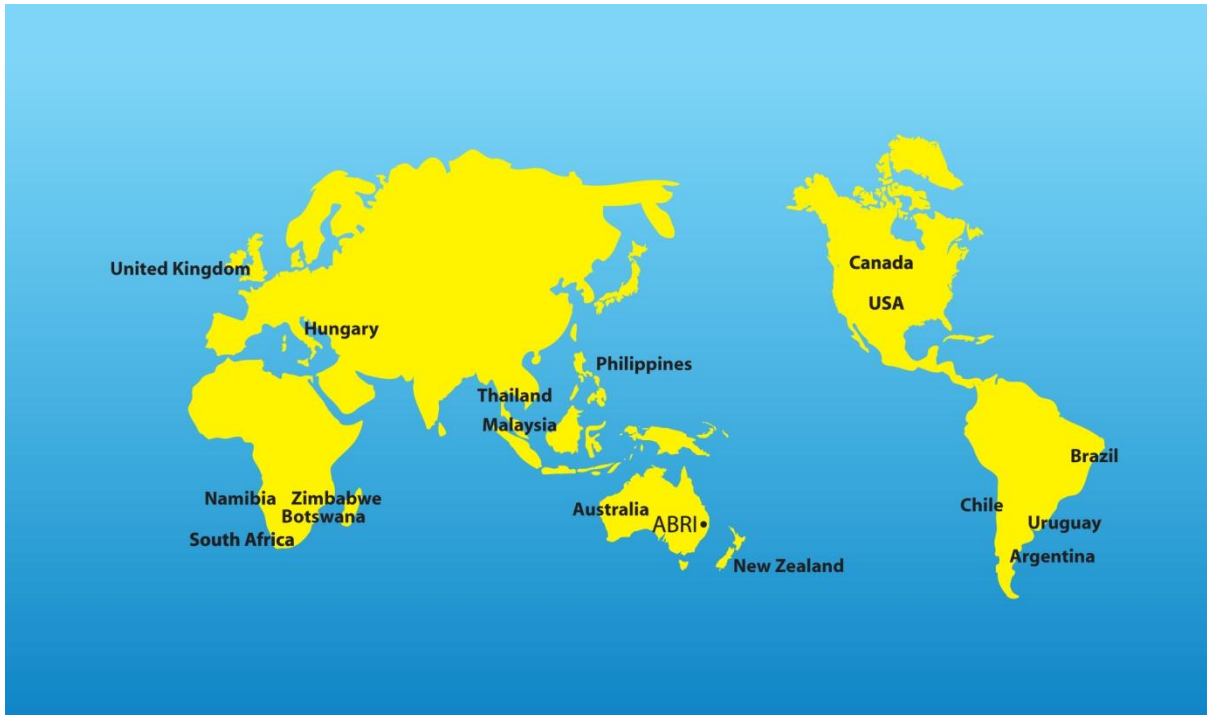 United Kingdom
Canada
USA
Hungary
Philippines
Thailand
Malaysia
Brazil
Namibia
Zimbabwe
Botswana
South Africa
Australia
ABRI
Chile
Uruguay
Argentina
New Zealand